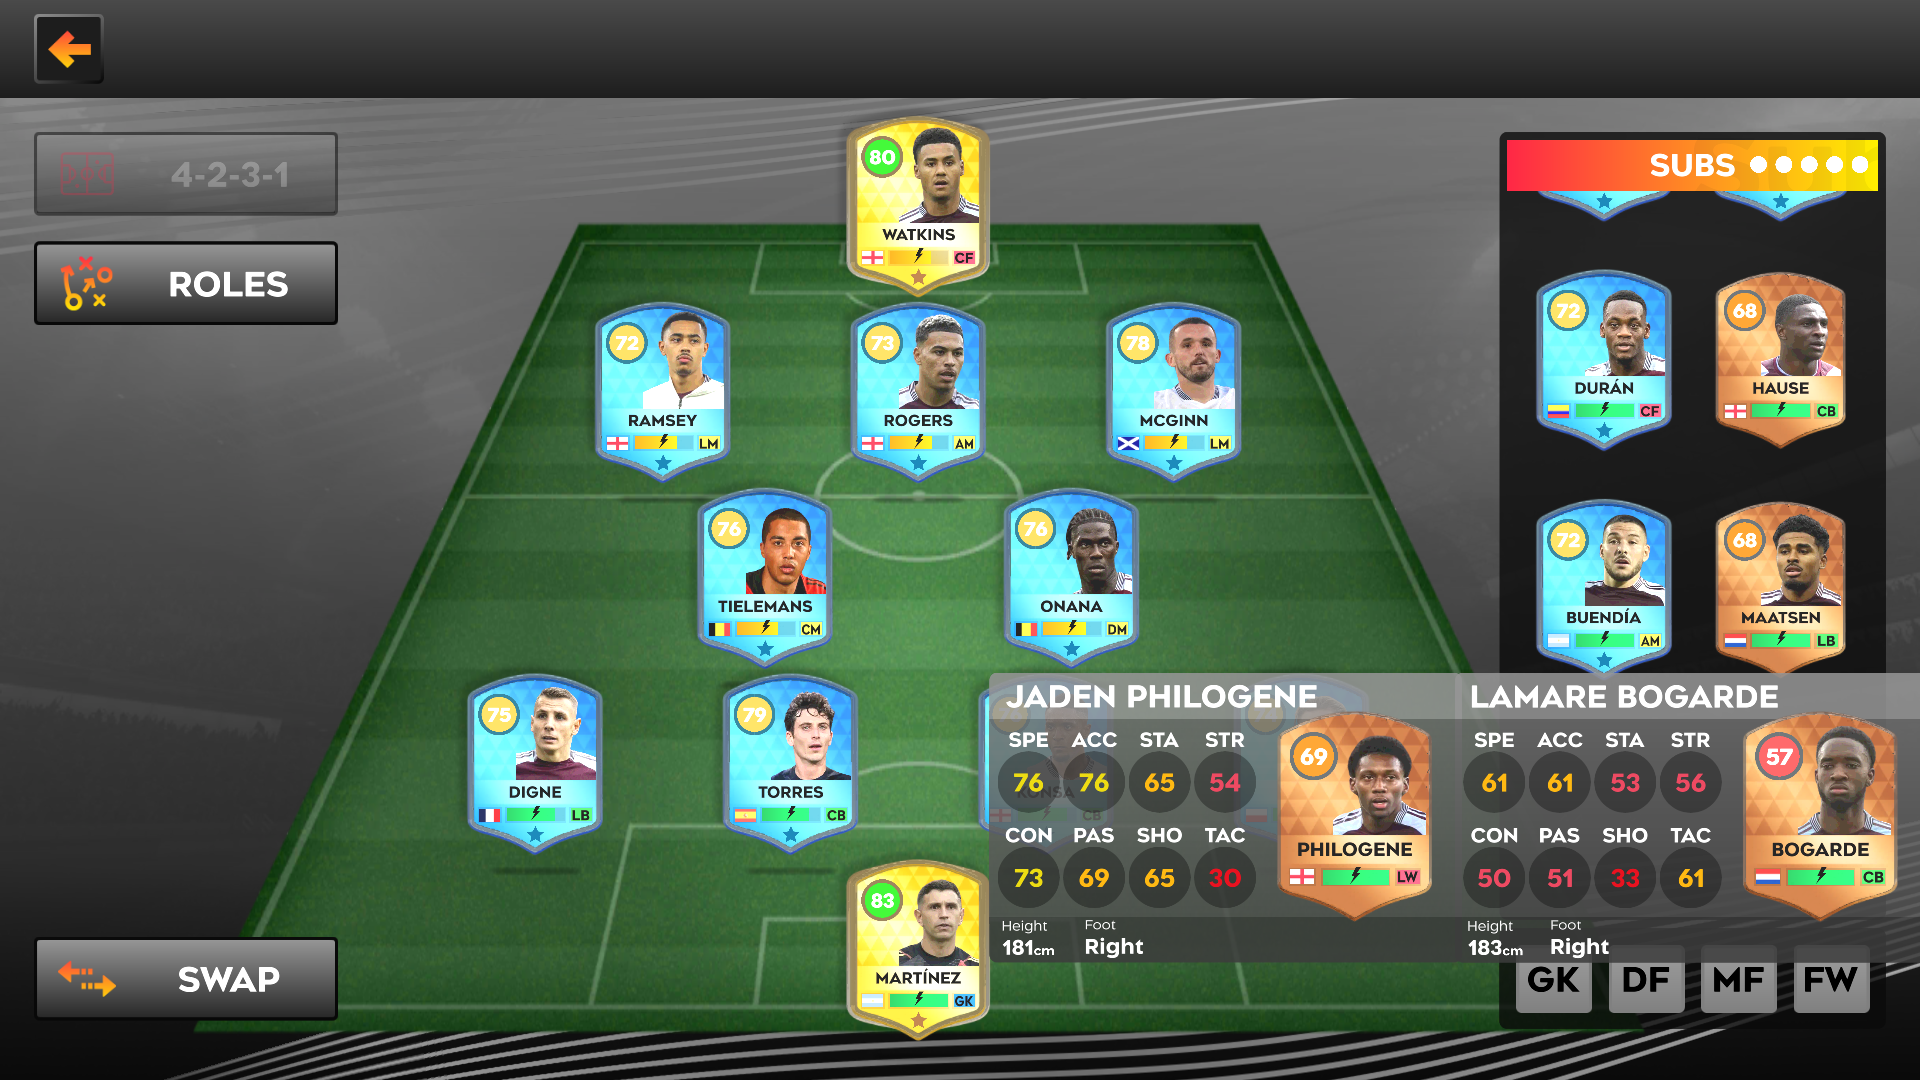 4-2-3-1
ROLES
SUBS
80
WATKINS
CF
72
RAMSEY
LM
73
ROGERS
AM
78
MCGINN
LM
72
DURÁN
CF
68
HAUSE
CB
76
TIELEMANS
CM
76
ONANA
DM
72
BUENDÍA
AM
68
MAATSEN
LB
75
DIGNE
LB
79
TORRES
CB
KONSA
CB
JADEN PHILOGENE
SPE ACC STA STR
76 76 65 54
CON PAS SHO TAC
73 69 65 30
Height Foot
181cm Right
69
PHILOGENE
LW
LAMARE BOGARDE
SPE ACC STA STR
61 61 53 56
CON PAS SHO TAC
50 51 33 61
Height Foot
183cm Right
57
BOGARDE
CB
83
MARTÍNEZ
GK
SWAP
GK DF MF FW